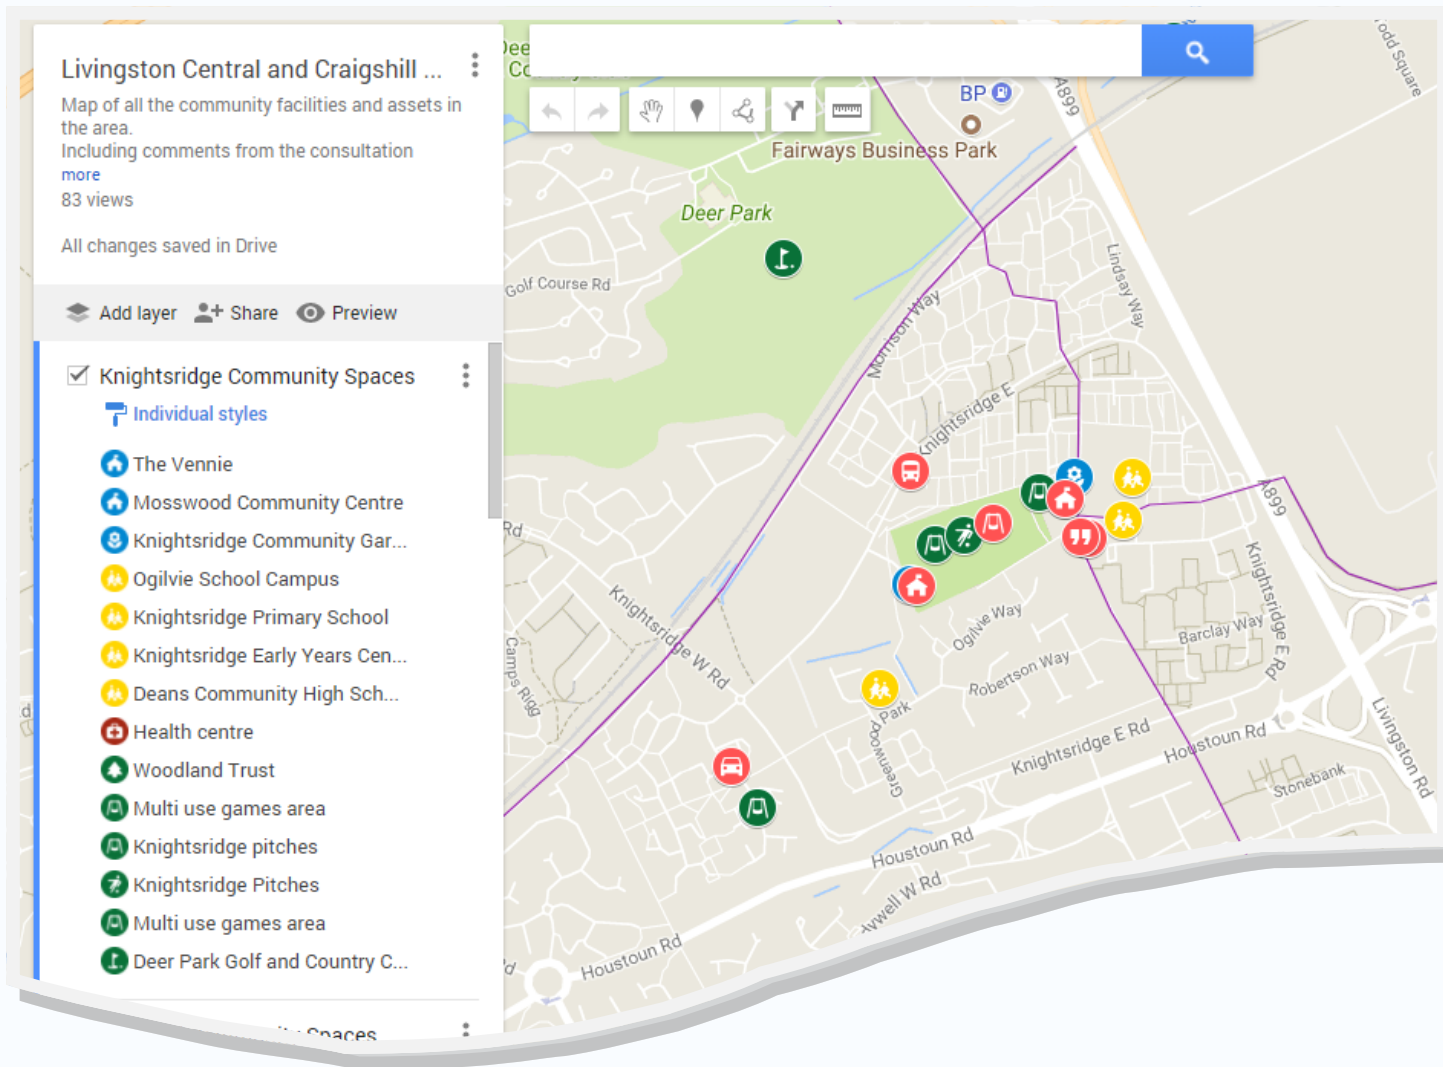 Livingston Central and Craigshill ...
Map of all the community facilities and assets in
the area.
Including comments from the consultation
more
83 views
All changes saved in Drive
Add layer
Share
Preview
Knightsridge Community Spaces
Individual styles
The Vennie
Mosswood Community Centre
Knightsridge Community Gar...
Ogilvie School Campus
Knightsridge Primary School
Knightsridge Early Years Cen...
Deans Community High Sch...
Health centre
Woodland Trust
Multi use games area
Knightsridge pitches
Knightsridge Pitches
Multi use games area
Deer Park Golf and Country C...
Spaces
BP
A899
Todd Square
Fairways Business Park
Deer Park
Golf Course Rd
Lindsay Way
Morrison Way
Knightsridge E
A899
Rd
Knightsridge W Rd
Camps Rigg
Ogilvie Way
Robertson Way
Barclay Way
Knightsridge E Rd
Greenwood Park
Knightsridge E Rd
Houstoun Rd
Livingston Rd
Stonebank
Houstoun Rd
Houstoun Rd